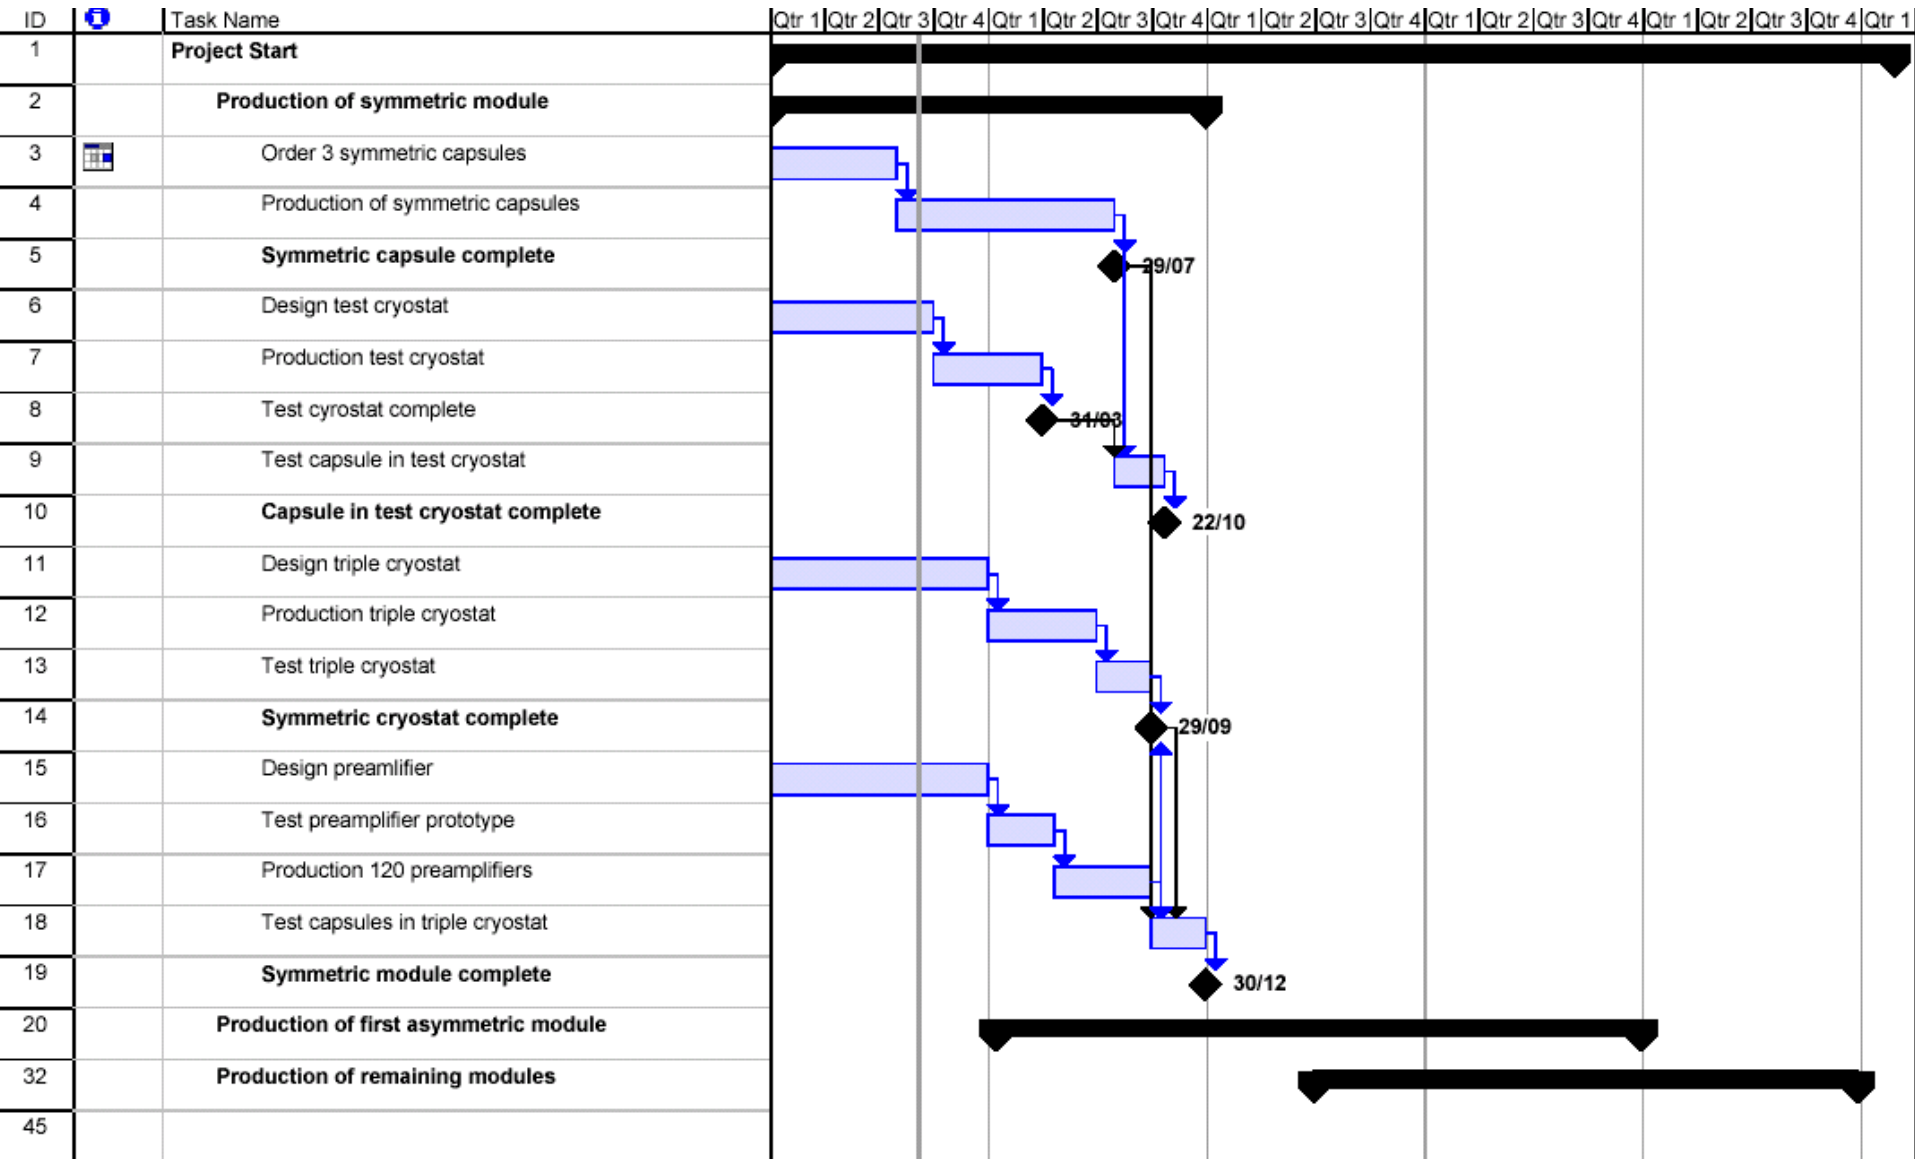 ID Task Name Qtr 1 Qtr 2 Qtr 3 Qtr 4 Qtr 1 Qtr 2 Qtr 3 Qtr 4 Qtr 1 Qtr 2 Qtr 3 Qtr 4 Qtr 1 Qtr 2 Qtr 3 Qtr 4 Qtr 1 Qtr 2 Qtr 3 Qtr 4 Qtr 1
1 Project Start
2 Production of symmetric module
3 Order 3 symmetric capsules
4 Production of symmetric capsules
5 Symmetric capsule complete 29/07
6 Design test cryostat
7 Production test cryostat
8 Test cyrostat complete 31/03
9 Test capsule in test cryostat
10 Capsule in test cryostat complete 22/10
11 Design triple cryostat
12 Production triple cryostat
13 Test triple cryostat
14 Symmetric cryostat complete 29/09
15 Design preamlifier
16 Test preamplifier prototype
17 Production 120 preamplifiers
18 Test capsules in triple cryostat
19 Symmetric module complete 30/12
20 Production of first asymmetric module
32 Production of remaining modules
45